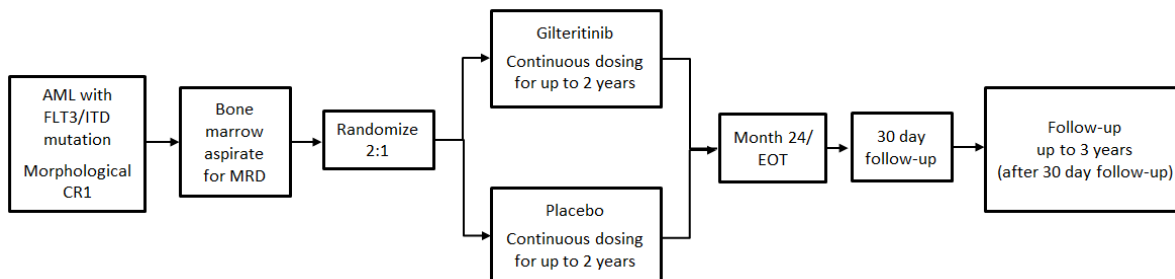 AML with
FLT3/ITD
mutation
Morphological
CR1
Bone
marrow
aspirate
for MRD
Randomize
2:1
Gilteritinib
Continuous dosing
for up to 2 years
Placebo
Continuous dosing
for up to 2 years
Month 24/
EOT
30 day
follow-up
Follow-up
up to 3 years
(after 30 day follow-up)